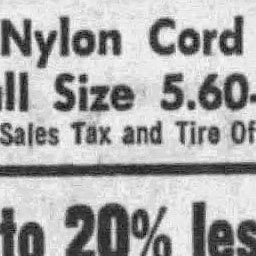 Nylon Cord
ll Size 5.60-
Sales Tax and Tire Of
to 20% les